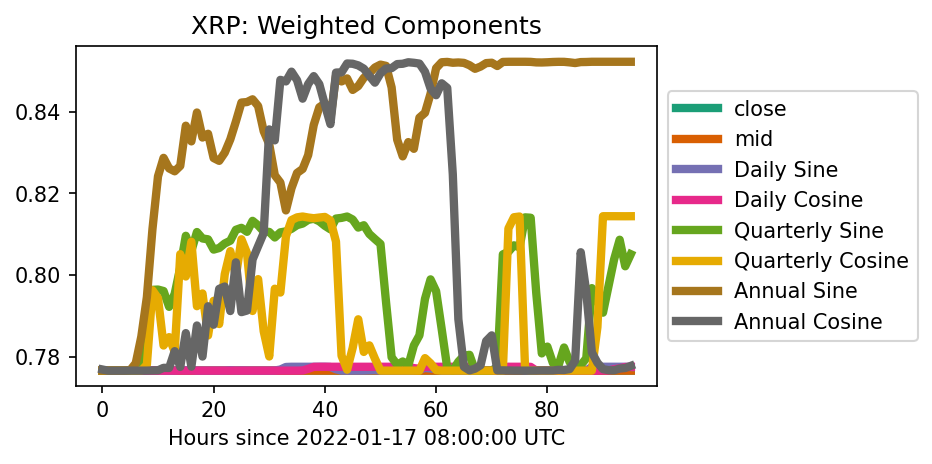 XRP: Weighted Components
0.84
0.82
0.80
0.78
0
20
40
60
80
Hours since 2022-01-17 08:00:00 UTC
close
mid
Daily Sine
Daily Cosine
Quarterly Sine
Quarterly Cosine
Annual Sine
Annual Cosine